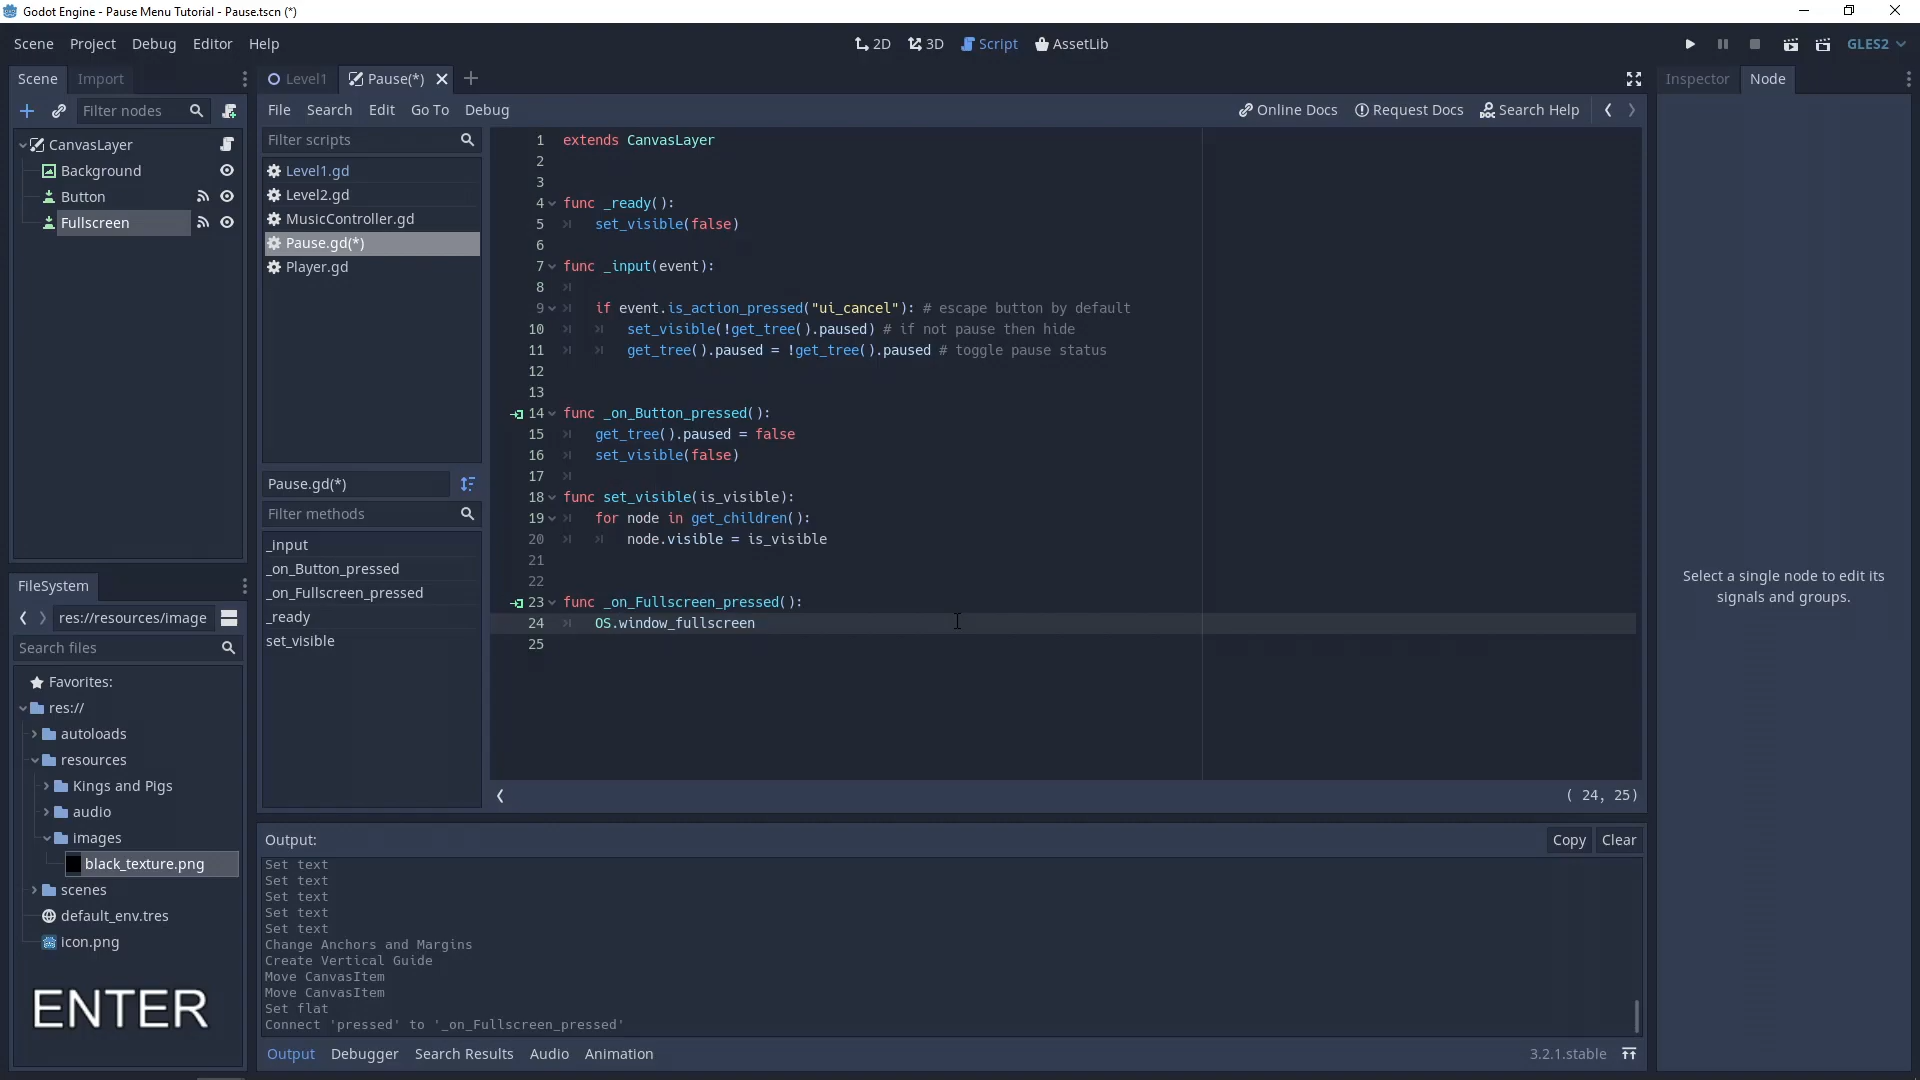 Godot Engine - Pause Menu Tutorial - Pause.tscn (*)
Scene Project Debug Editor Help
2D 3D Script AssetLib
GLES2
Scene Import
Filter nodes
CanvasLayer
Background
Button
Fullscreen
Level1 Pause(*)
File Search Edit Go To Debug
Online Docs Request Docs Search Help
Filter scripts
Level1.gd
Level2.gd
MusicController.gd
Pause.gd(*)
Player.gd
Pause.gd(*)
Filter methods
_input
_on_Button_pressed
_on_Fullscreen_pressed
_ready
set_visible
1 extends CanvasLayer
2
3
4 func _ready():
5 set_visible(false)
6
7 func _input(event):
8
9 if event.is_action_pressed("ui_cancel"): # escape button by default
10 set_visible(!get_tree().paused) # if not pause then hide
11 get_tree().paused = !get_tree().paused # toggle pause status
12
13
14 func _on_Button_pressed():
15 get_tree().paused = false
16 set_visible(false)
17
18 func set_visible(is_visible):
19 for node in get_children():
20 node.visible = is_visible
21
22
23 func _on_Fullscreen_pressed():
24 OS.window_fullscreen
25
( 24, 25)
Inspector Node
Select a single node to edit its
signals and groups.
FileSystem
res://resources/image
Search files
Favorites:
res://
autoloads
resources
Kings and Pigs
audio
images
black_texture.png
scenes
default_env.tres
icon.png
ENTER
Output:
Copy Clear
Set text
Set text
Set text
Set text
Set text
Change Anchors and Margins
Create Vertical Guide
Move CanvasItem
Move CanvasItem
Set flat
Connect 'pressed' to '_on_Fullscreen_pressed'
Output Debugger Search Results Audio Animation
3.2.1.stable